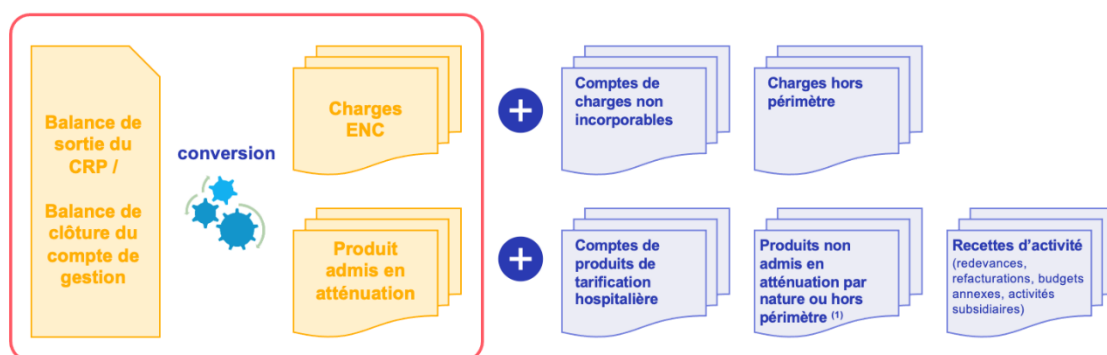 Balance de
sortie du
CRP /
Balance de
clôture du
compte de
gestion
conversion
Charges
ENC
Produit
admis en
atténuation
Comptes de
charges non
incorporables
Charges hors
périmètre
Comptes de
produits de
tarification
hospitalière
Produits non
admis en
atténuation par
nature ou hors
périmètre (1)
Recettes d'activité
(redevances,
refacturations, budgets
annexes, activités
subsidiaires)